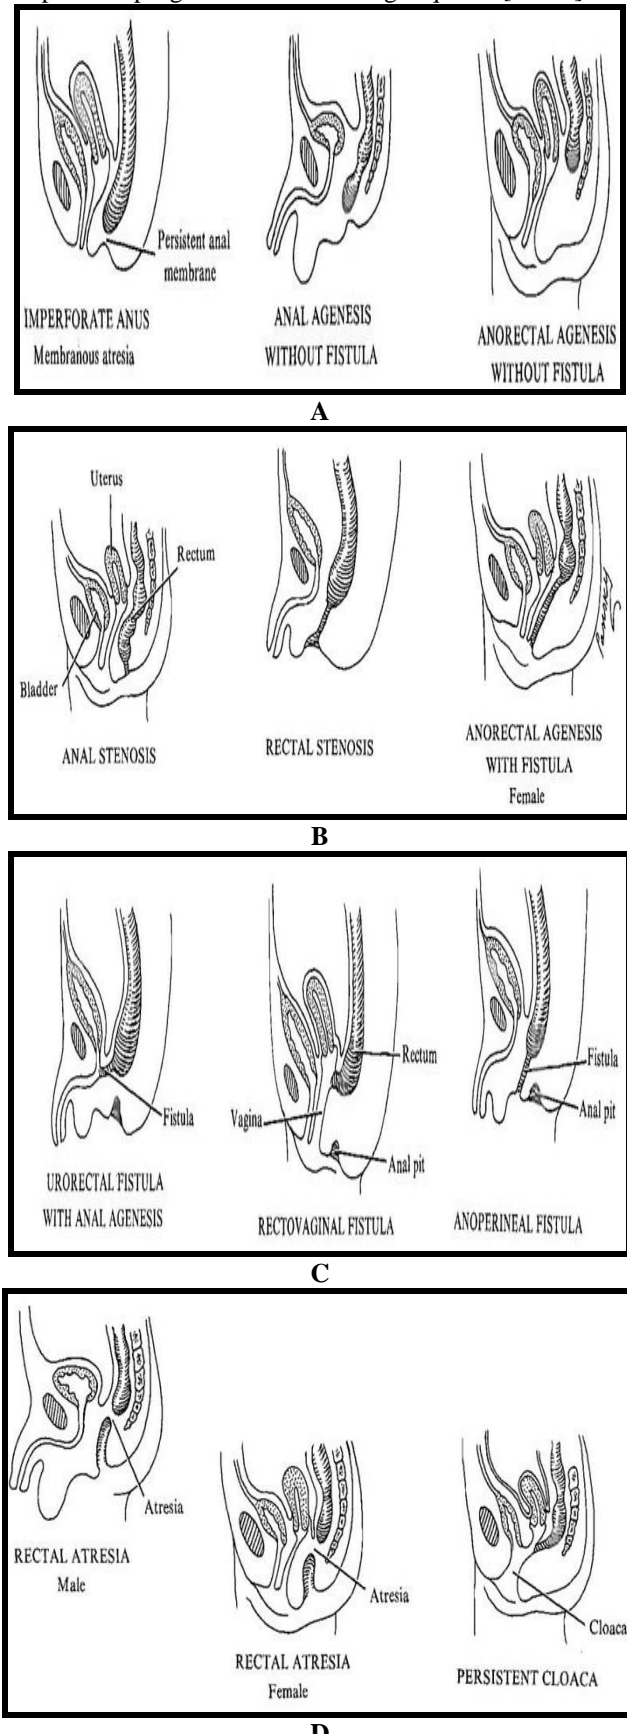 Persistent anal
membrane
IMPERFORATE ANUS
Membranous atresia
ANAL AGENESIS
WITHOUT FISTULA
ANORECTAL AGENESIS
WITHOUT FISTULA
A
Uterus
Rectum
Bladder
ANAL STENOSIS
RECTAL STENOSIS
ANORECTAL AGENESIS
WITH FISTULA
Female
B
Fistula
URORECTAL FISTULA
WITH ANAL AGENESIS
Rectum
Vagina
Anal pit
RECTOVAGINAL FISTULA
Fistula
Anal pit
ANOPERINEAL FISTULA
C
Atresia
RECTAL ATRESIA
Male
Atresia
RECTAL ATRESIA
Female
Cloaca
PERSISTENT CLOACA
D